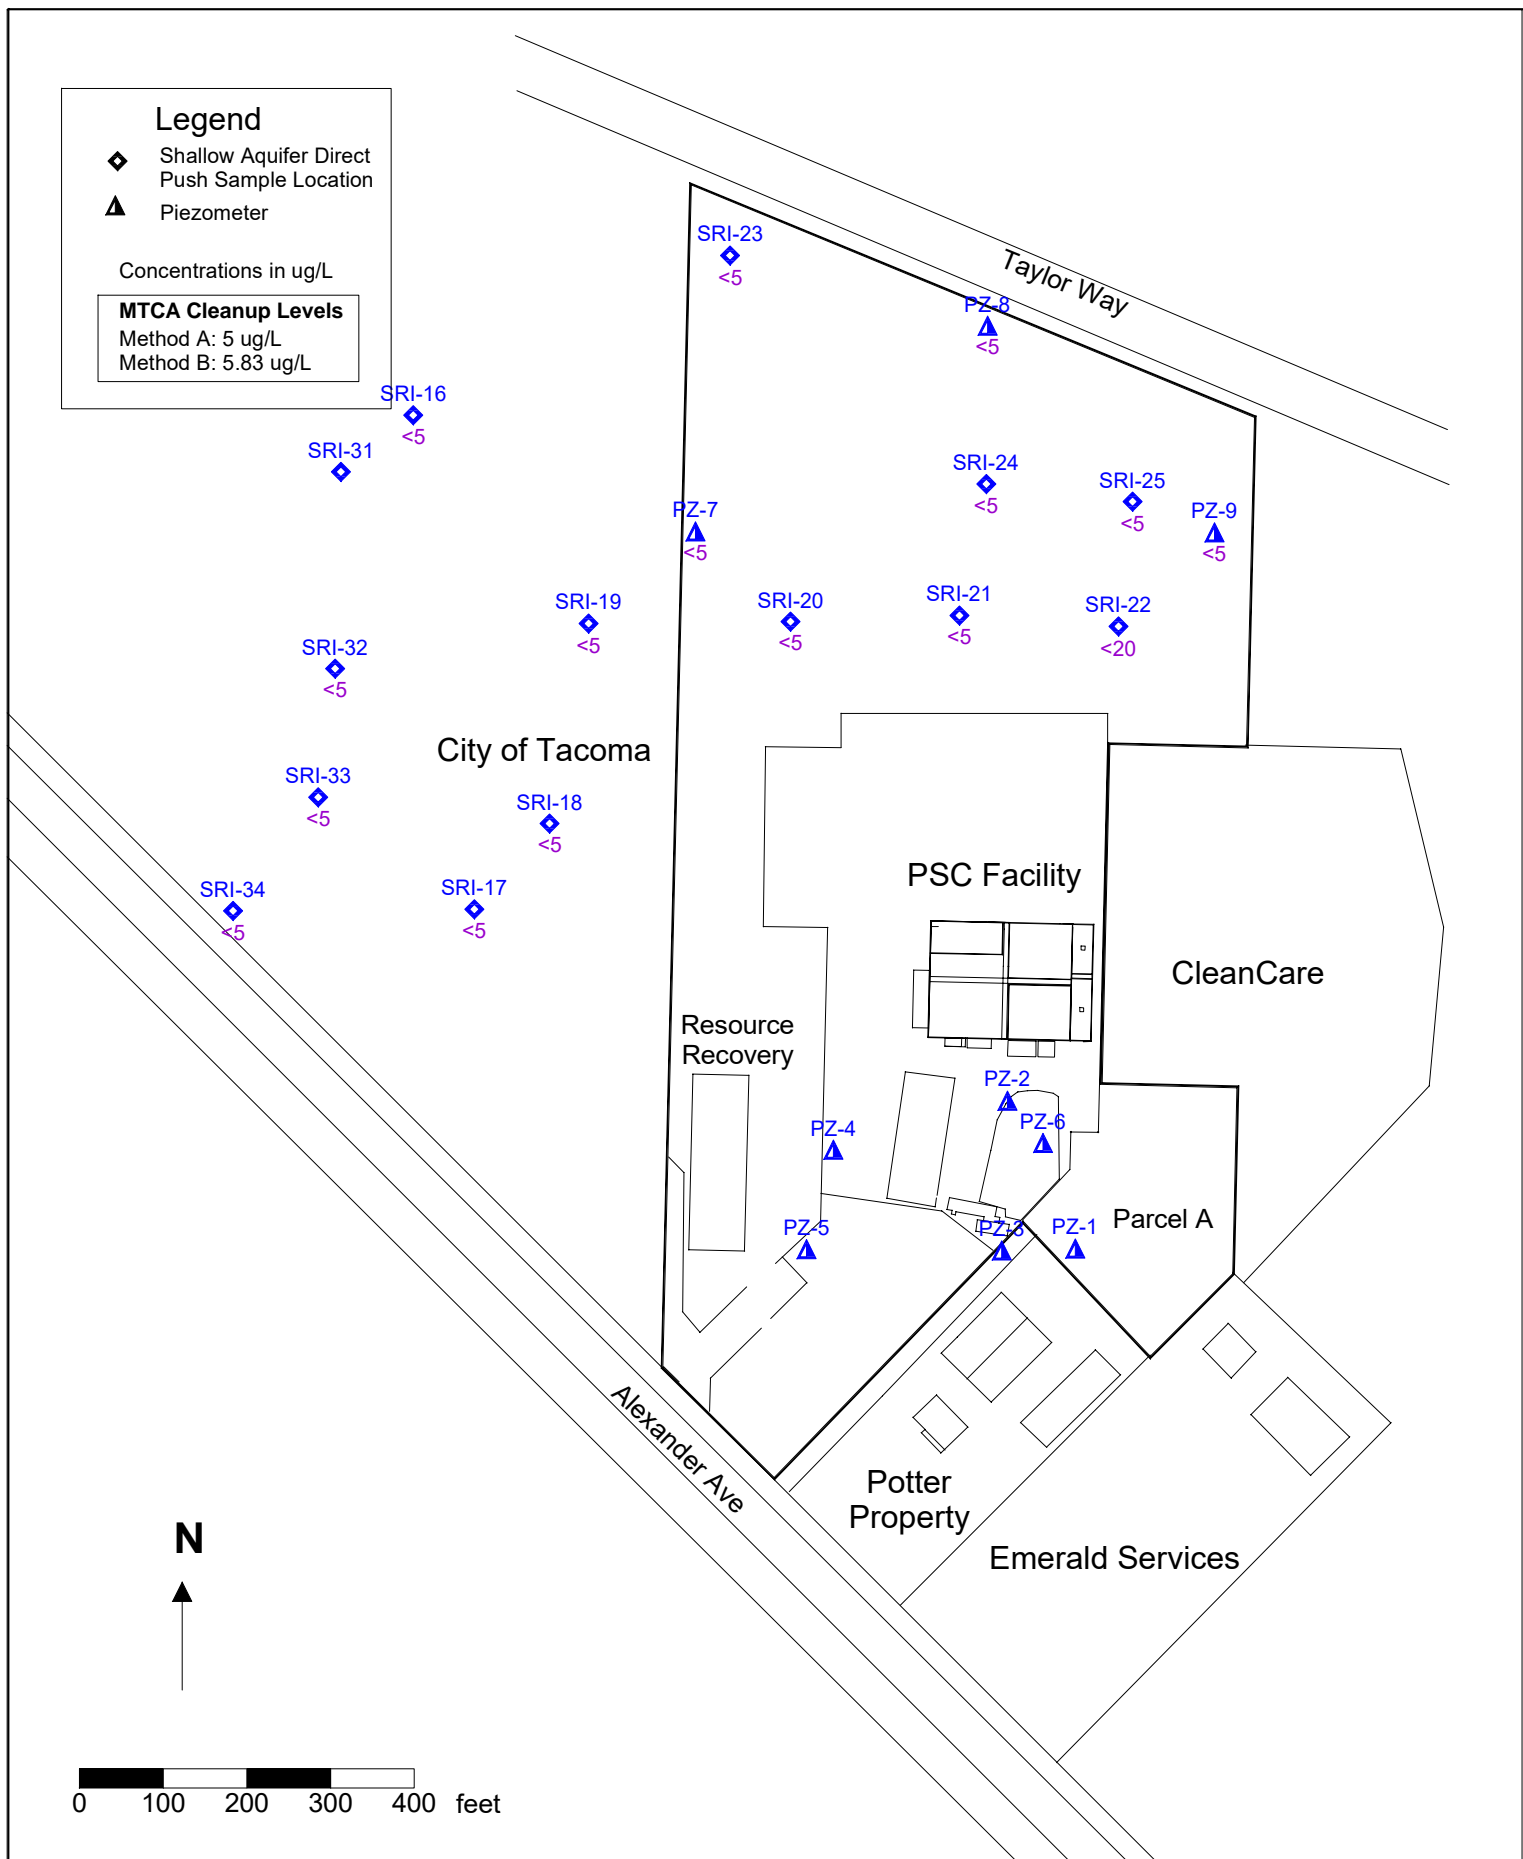 Legend
Shallow Aquifer Direct
Push Sample Location
Piezometer
Concentrations in ug/L
MTCA Cleanup Levels
Method A: 5 ug/L
Method B: 5.83 ug/L
SRI-23
<5
Taylor Way
PZ-8
<5
SRI-16
<5
SRI-31
SRI-24
<5
SRI-25
<5
PZ-7
<5
PZ-9
<5
SRI-19
<5
SRI-20
<5
SRI-21
<5
SRI-22
<20
SRI-32
<5
City of Tacoma
SRI-33
<5
SRI-18
<5
SRI-34
<5
SRI-17
<5
PSC Facility
CleanCare
Resource
Recovery
PZ-2
PZ-6
PZ-4
PZ-5
PZ-3
PZ-1
Parcel A
Alexander Ave
Potter
Property
Emerald Services
N
0 100 200 300 400 feet